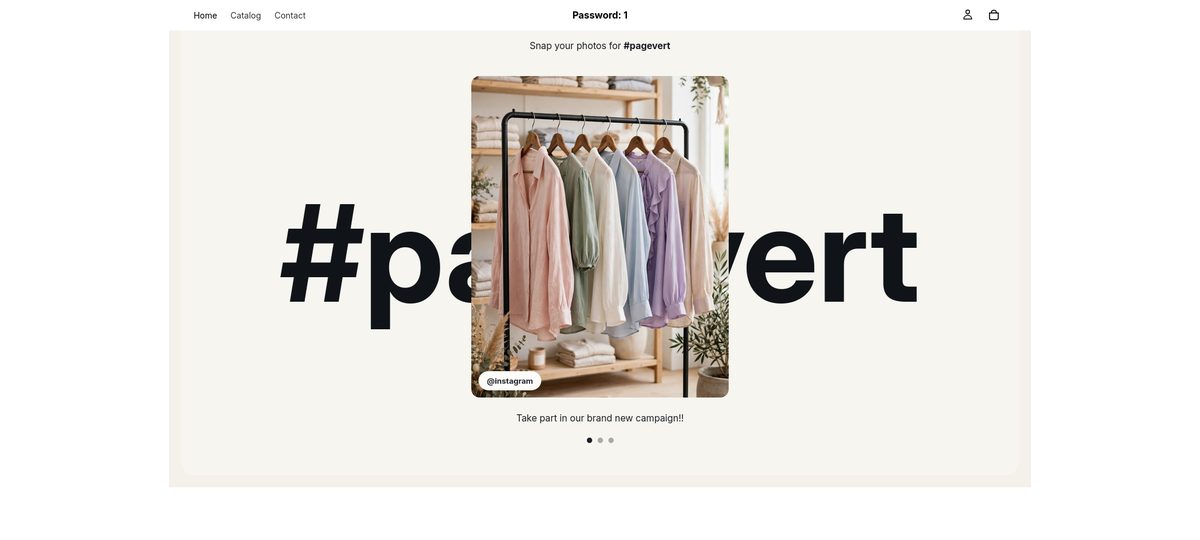 Home Catalog Contact Password: 1
Snap your photos for #pagevert
#pa vert
@instagram
Take part in our brand new campaign!!